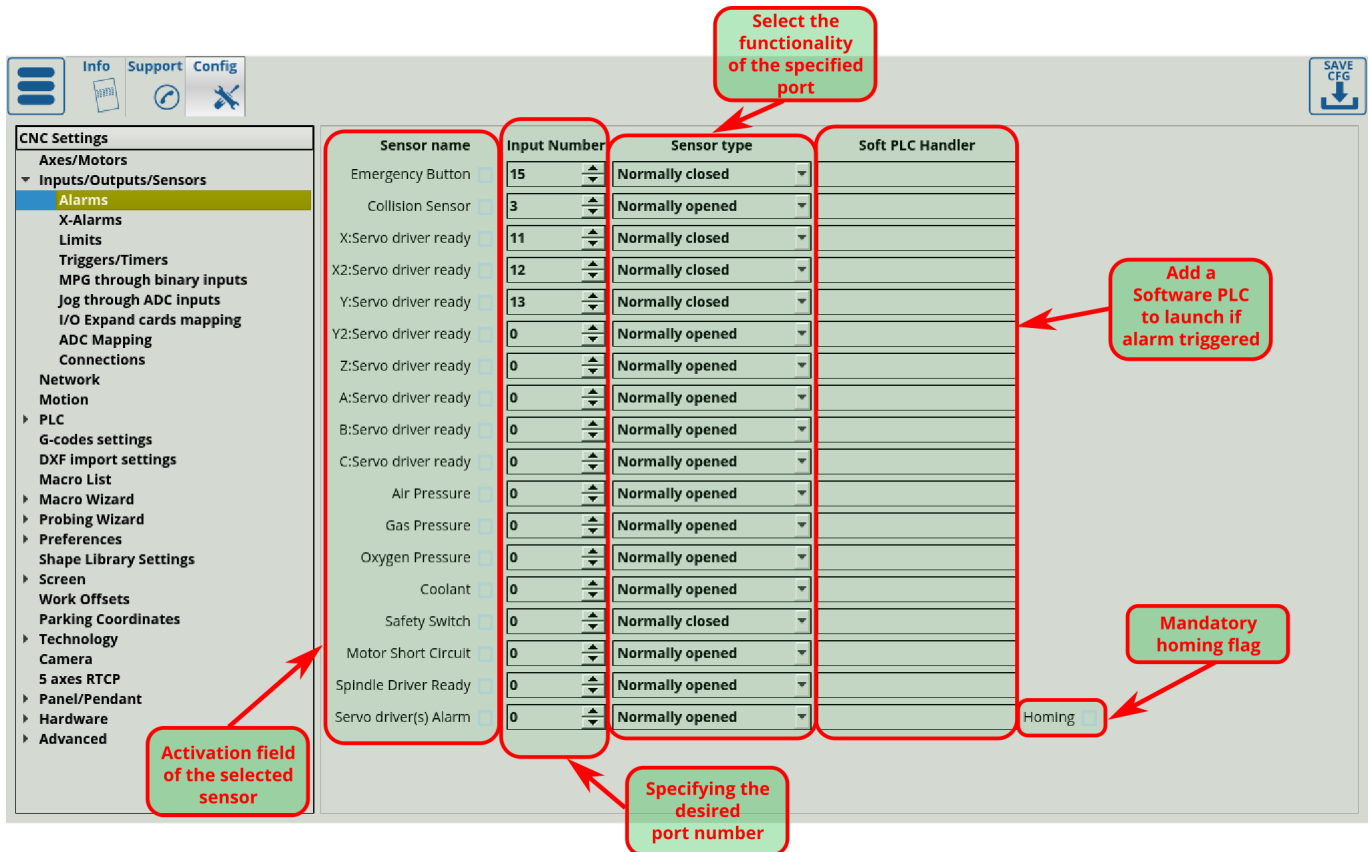 Select the
functionality
of the specified
port
Info
Support
Config
SAVE
CFG
CNC Settings
Axes/Motors
Inputs/Outputs/Sensors
Alarms
X-Alarms
Limits
Triggers/Timers
MPG through binary inputs
Jog through ADC inputs
I/O Expand cards mapping
ADC Mapping
Connections
Network
Motion
PLC
G-codes settings
DXF import settings
Macro List
Macro Wizard
Probing Wizard
Preferences
Shape Library Settings
Screen
Work Offsets
Parking Coordinates
Technology
Camera
5 axes RTCP
Panel/Pendant
Hardware
Advanced
Sensor name Input Number Sensor type Soft PLC Handler
Emergency Button 15 Normally closed
Collision Sensor 3 Normally opened
X:Servo driver ready 11 Normally closed
X2:Servo driver ready 12 Normally closed
Y:Servo driver ready 13 Normally closed
Y2:Servo driver ready 0 Normally opened
Z:Servo driver ready 0 Normally opened
A:Servo driver ready 0 Normally opened
B:Servo driver ready 0 Normally opened
C:Servo driver ready 0 Normally opened
Air Pressure 0 Normally opened
Gas Pressure 0 Normally opened
Oxygen Pressure 0 Normally opened
Coolant 0 Normally opened
Safety Switch 0 Normally closed
Motor Short Circuit 0 Normally opened
Spindle Driver Ready 0 Normally opened
Servo driver(s) Alarm 0 Normally opened Homing
Add a
Software PLC
to launch if
alarm triggered
Mandatory
homing flag
Activation field
of the selected
sensor
Specifying the
desired
port number